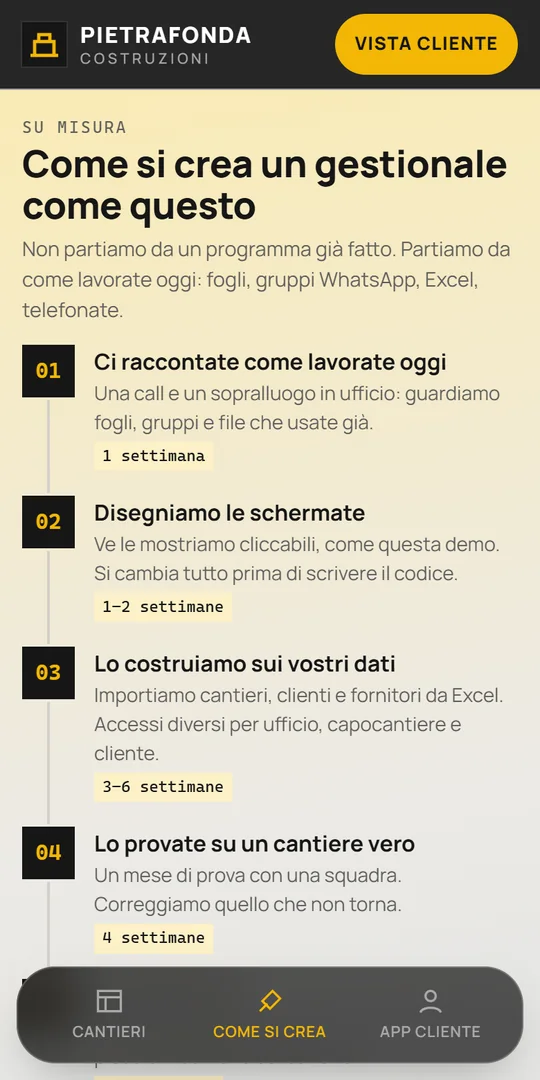 PIETRAFONDA
COSTRUZIONI
VISTA CLIENTE
SU MISURA
Come si crea un gestionale
come questo
Non partiamo da un programma già fatto. Partiamo da
come lavorate oggi: fogli, gruppi WhatsApp, Excel,
telefonate.
01
Ci raccontate come lavorate oggi
Una call e un sopralluogo in ufficio: guardiamo
fogli, gruppi e file che usate già.
1 settimana
02
Disegniamo le schermate
Ve le mostriamo cliccabili, come questa demo.
Si cambia tutto prima di scrivere il codice.
1–2 settimane
03
Lo costruiamo sui vostri dati
Importiamo cantieri, clienti e fornitori da Excel.
Accessi diversi per ufficio, capocantiere e
cliente.
3–6 settimane
04
Lo provate su un cantiere vero
Un mese di prova con una squadra.
Correggiamo quello che non torna.
4 settimane
CANTIERI
COME SI CREA
APP CLIENTE